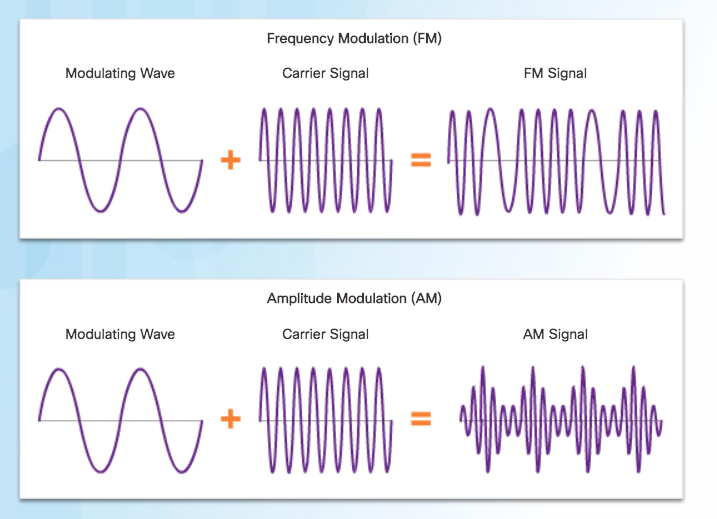 Frequency Modulation (FM)
Modulating Wave Carrier Signal FM Signal
+ =
Amplitude Modulation (AM)
Modulating Wave Carrier Signal AM Signal
+ =